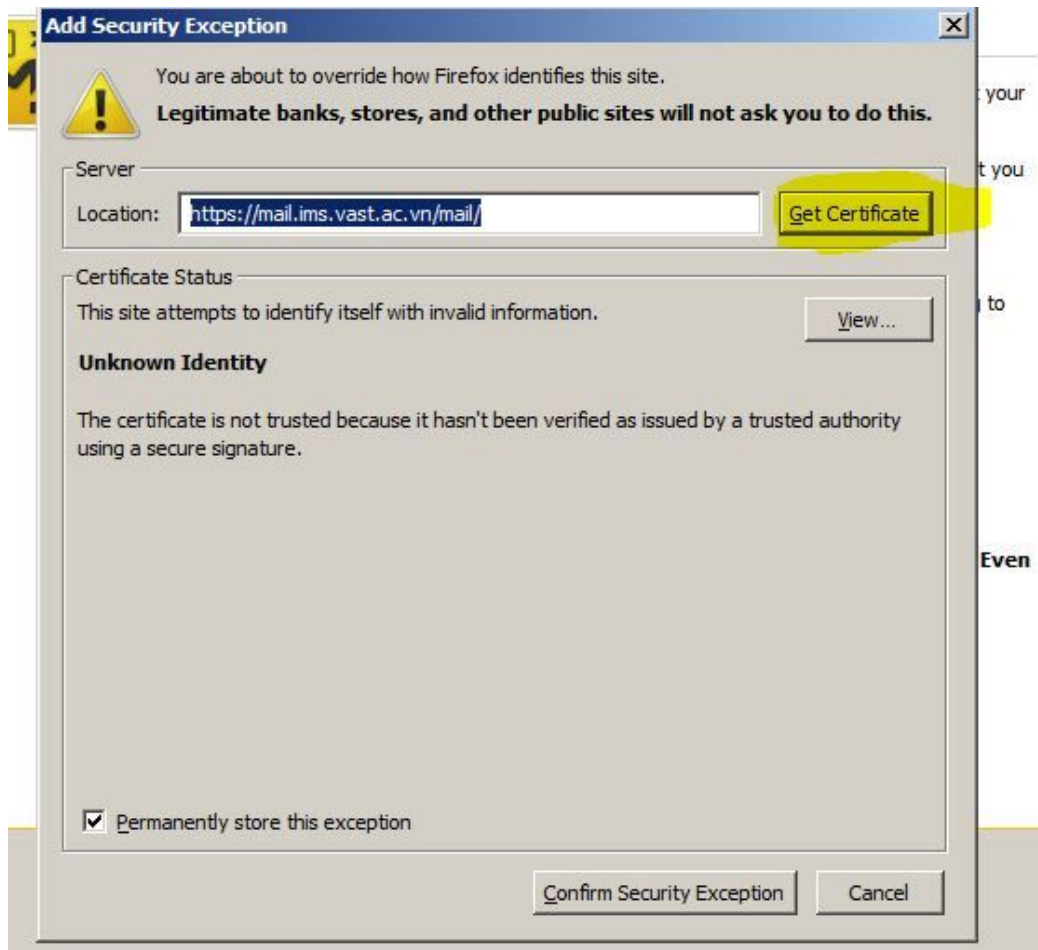 Add Security Exception
You are about to override how Firefox identifies this site.
Legitimate banks, stores, and other public sites will not ask you to do this.
your
Server
t you
Location: https://mail.ims.vast.ac.vn/mail/ Get Certificate
Certificate Status
This site attempts to identify itself with invalid information.
to
View...
Unknown Identity
The certificate is not trusted because it hasn't been verified as issued by a trusted authority
using a secure signature.
Even
Permanently store this exception
Confirm Security Exception Cancel